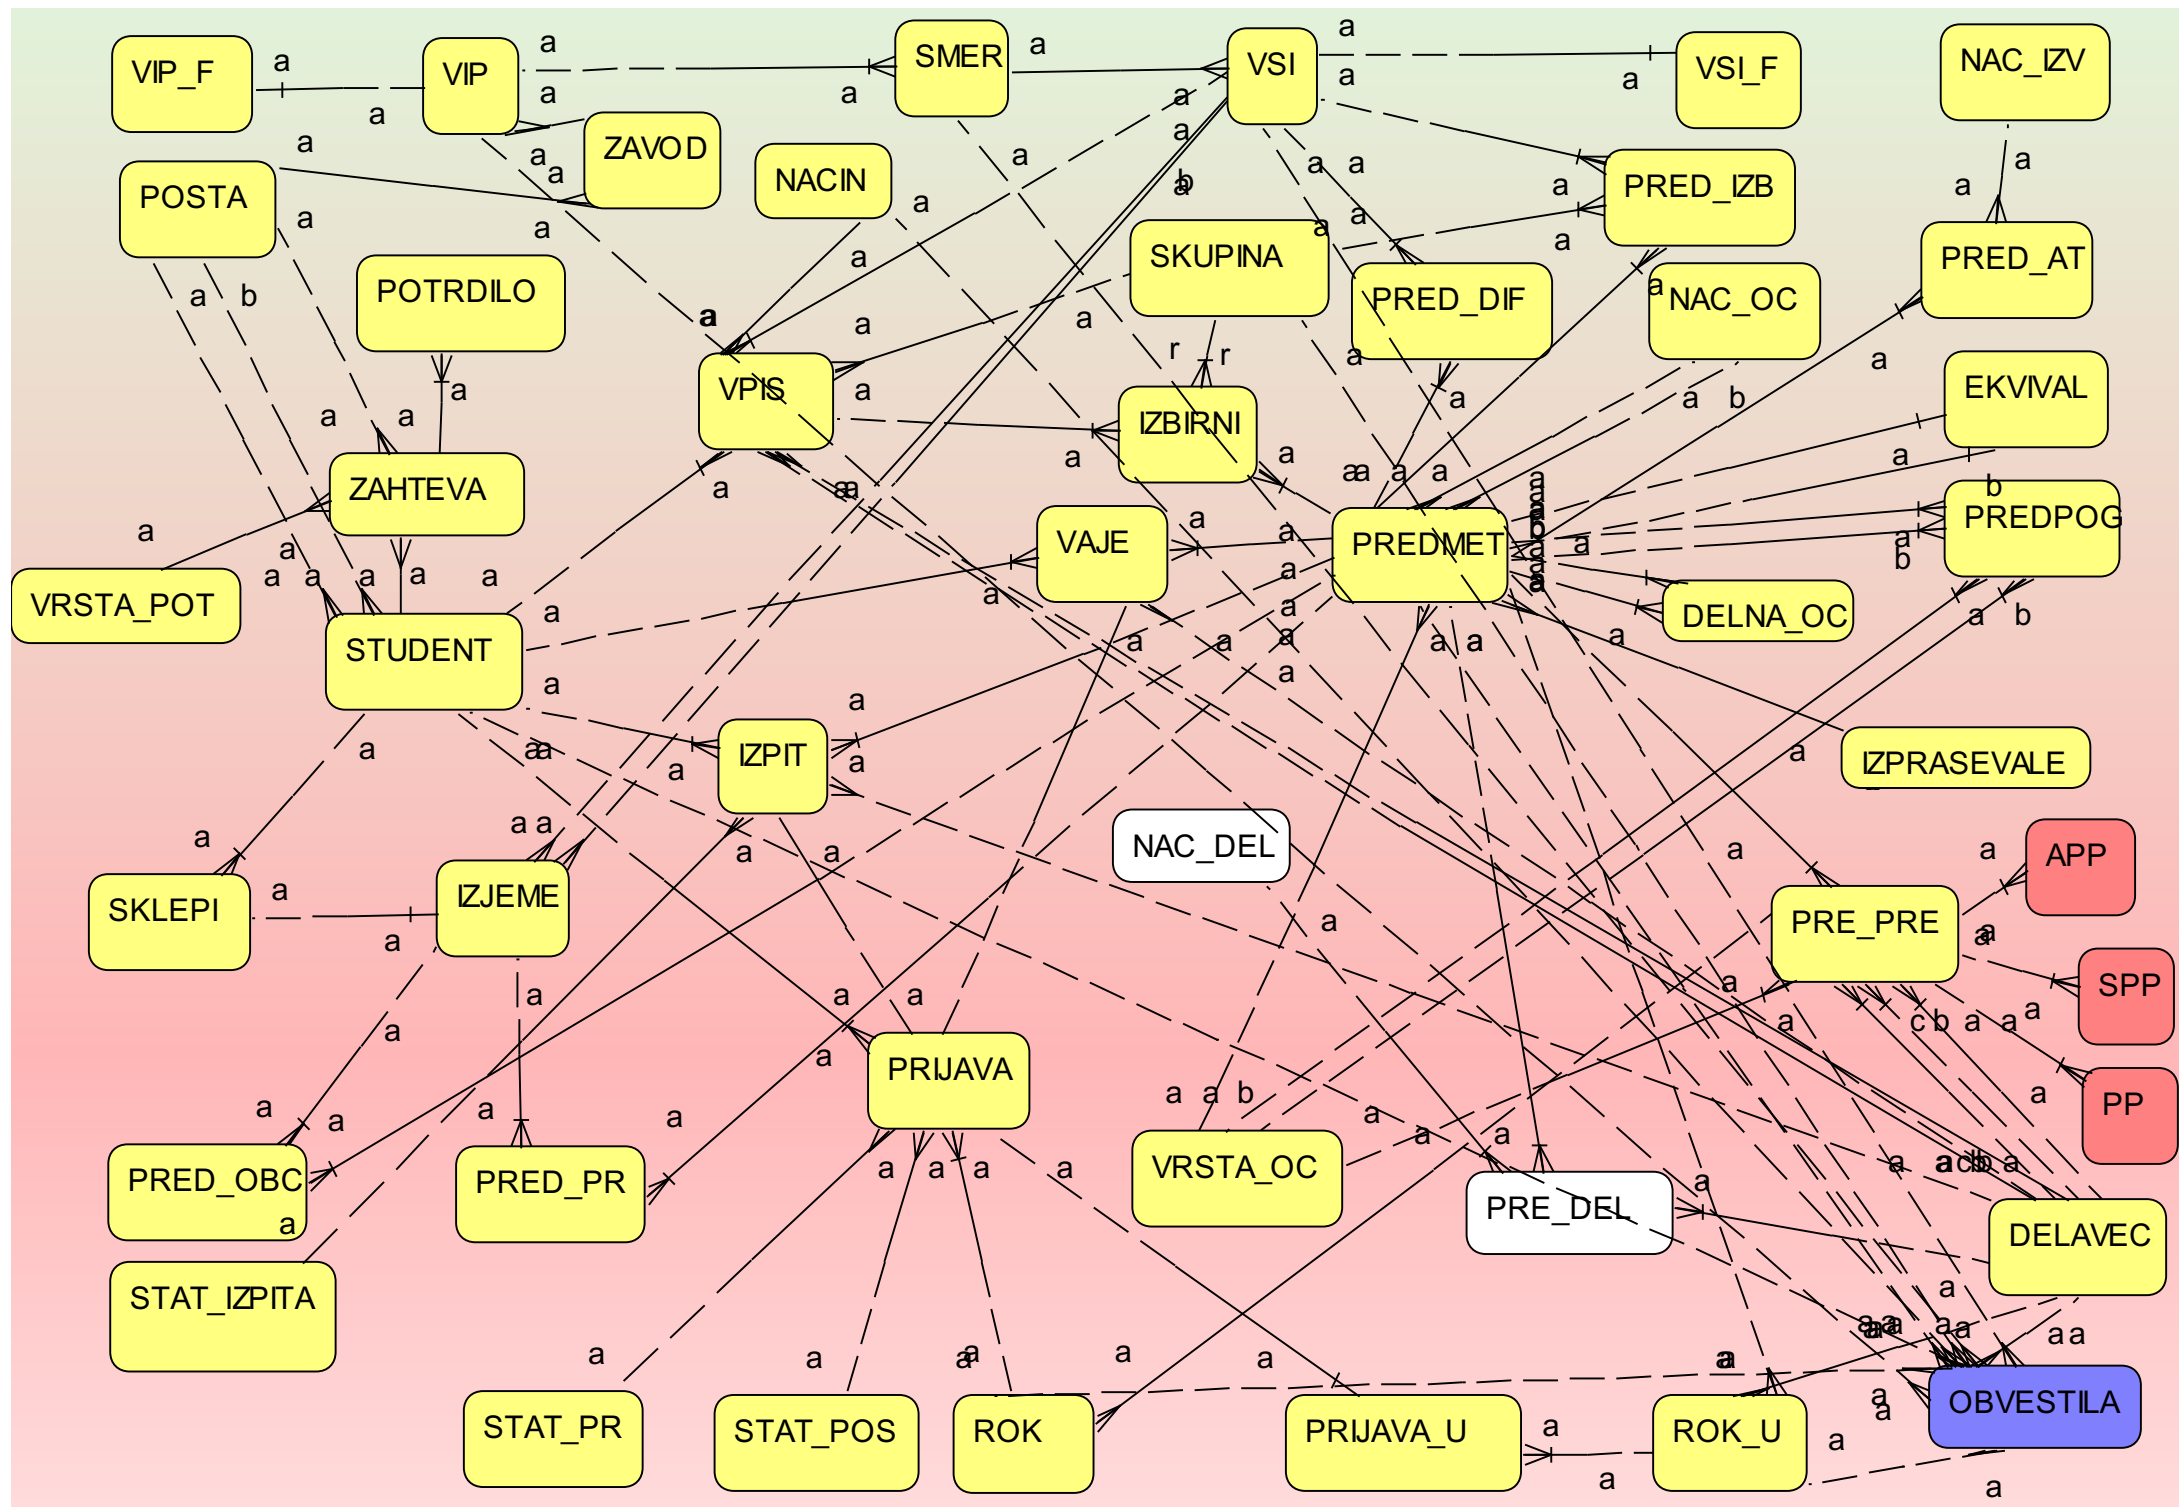 VIP_F
VIP
SMER
VSI
VSI_F
NAC_IZV
ZAVOD
NACIN
POSTA
PRED_IZB
SKUPINA
PRED_AT
POTRDILO
PRED_DIF
NAC_OC
VPIS
IZBIRNI
EKVIVAL
ZAHTEVA
VAJE
PREDMET
PREDPOG
VRSTA_POT
DELNA_OC
STUDENT
IZPIT
IZPRASEVALE
NAC_DEL
APP
SKLEPI
IZJEME
PRE_PRE
SPP
PRIJAVA
PP
PRED_OBC
PRED_PR
VRSTA_OC
PRE_DEL
DELAVEC
STAT_IZPITA
STAT_PR
STAT_POS
ROK
PRIJAVA_U
ROK_U
OBVESTILA